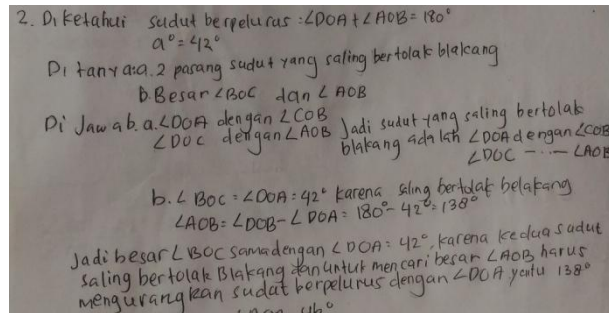 2. Diketahui sudut berpelurus : ∠DOA + ∠AOB = 180°
a° = 42°
Di tanya:a. 2 pasang sudut yang saling bertolak blakang
b. Besar ∠BOC dan ∠AOB
Di Jawab. a. ∠DOA dengan ∠COB
∠DOC dengan ∠AOB
Jadi sudut yang saling bertolak
blakang adalah ∠DOA dengan ∠COB
∠DOC -..- ∠AOB
b. ∠ BOC = ∠DOA = 42° karena saling bertolak belakang
∠AOB = ∠DOB - ∠DOA = 180° - 42° = 138°
Jadi besar ∠BOC sama dengan ∠DOA = 42°, karena kedua sudut
saling bertolak Blakang dan untuk mencari besar ∠AOB harus
mengurangkan sudut berpelurus dengan ∠DOA yaitu 138°